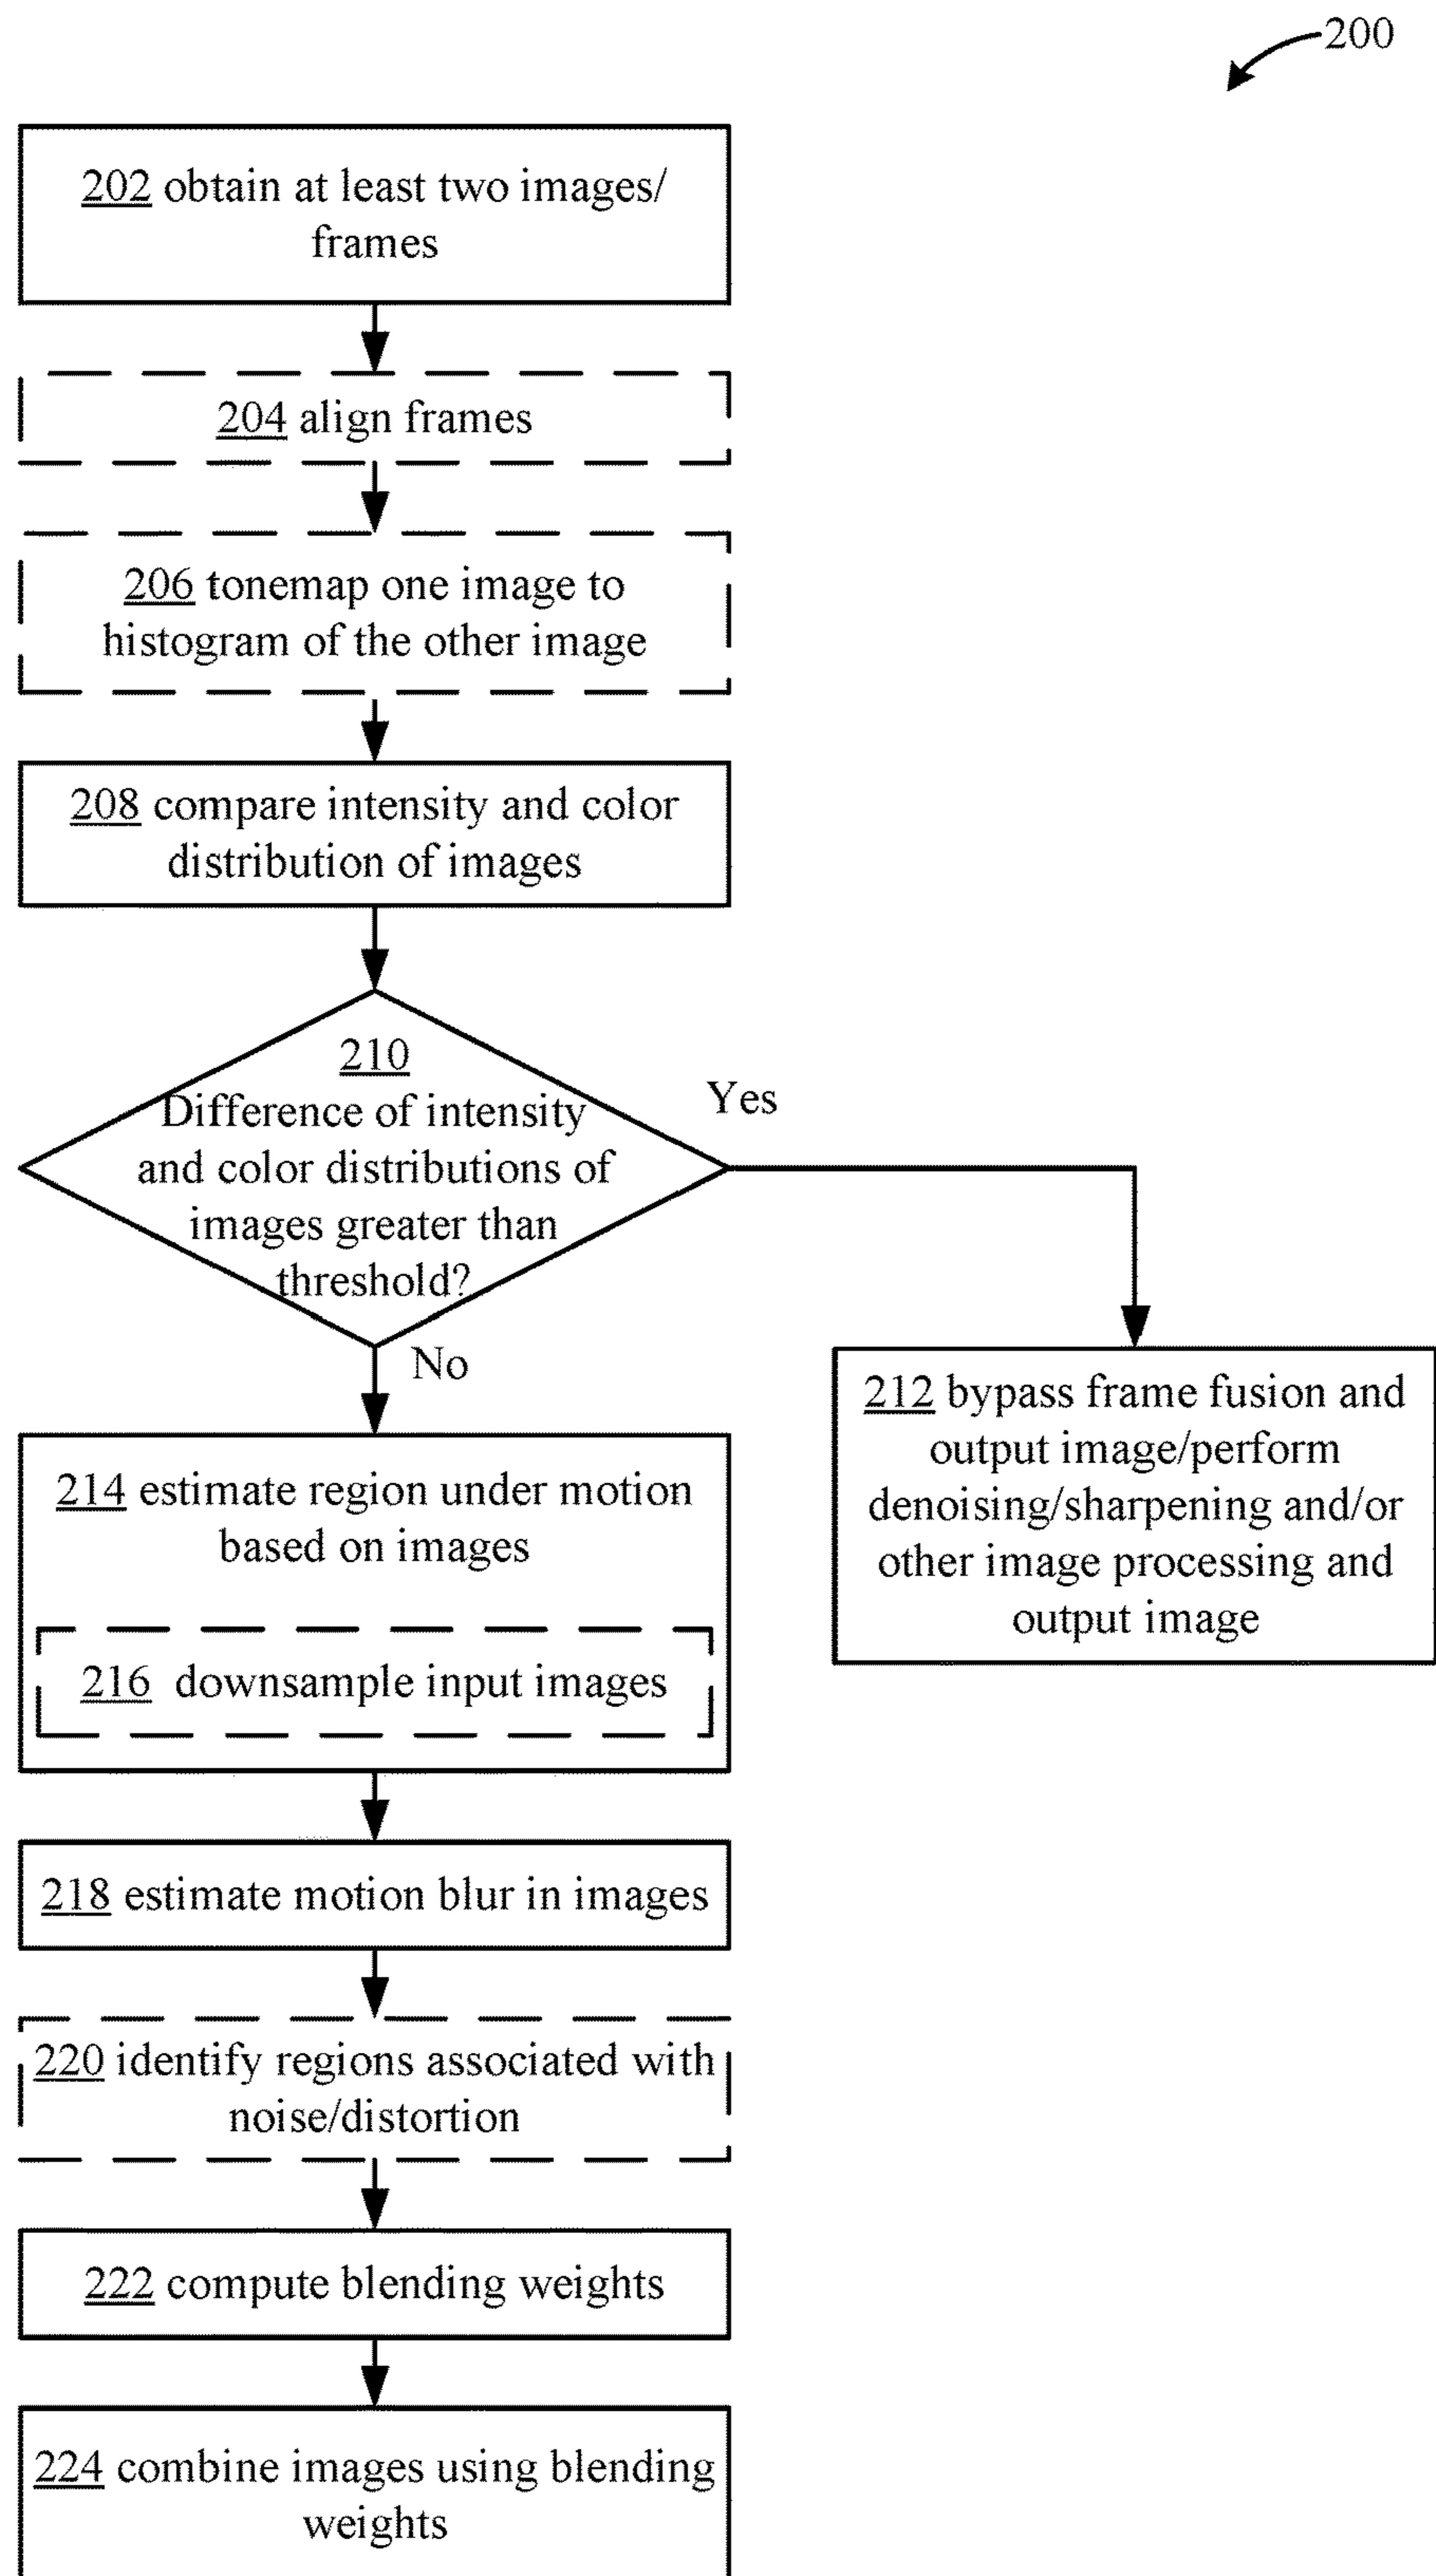 200
202 obtain at least two images/
frames
204 align frames
206 tonemap one image to
histogram of the other image
208 compare intensity and color
distribution of images
210
Difference of intensity
and color distributions of
images greater than
threshold?
Yes
No
212 bypass frame fusion and
output image/perform
denoising/sharpening and/or
other image processing and
output image
214 estimate region under motion
based on images
216 downsample input images
218 estimate motion blur in images
220 identify regions associated with
noise/distortion
222 compute blending weights
224 combine images using blending
weights